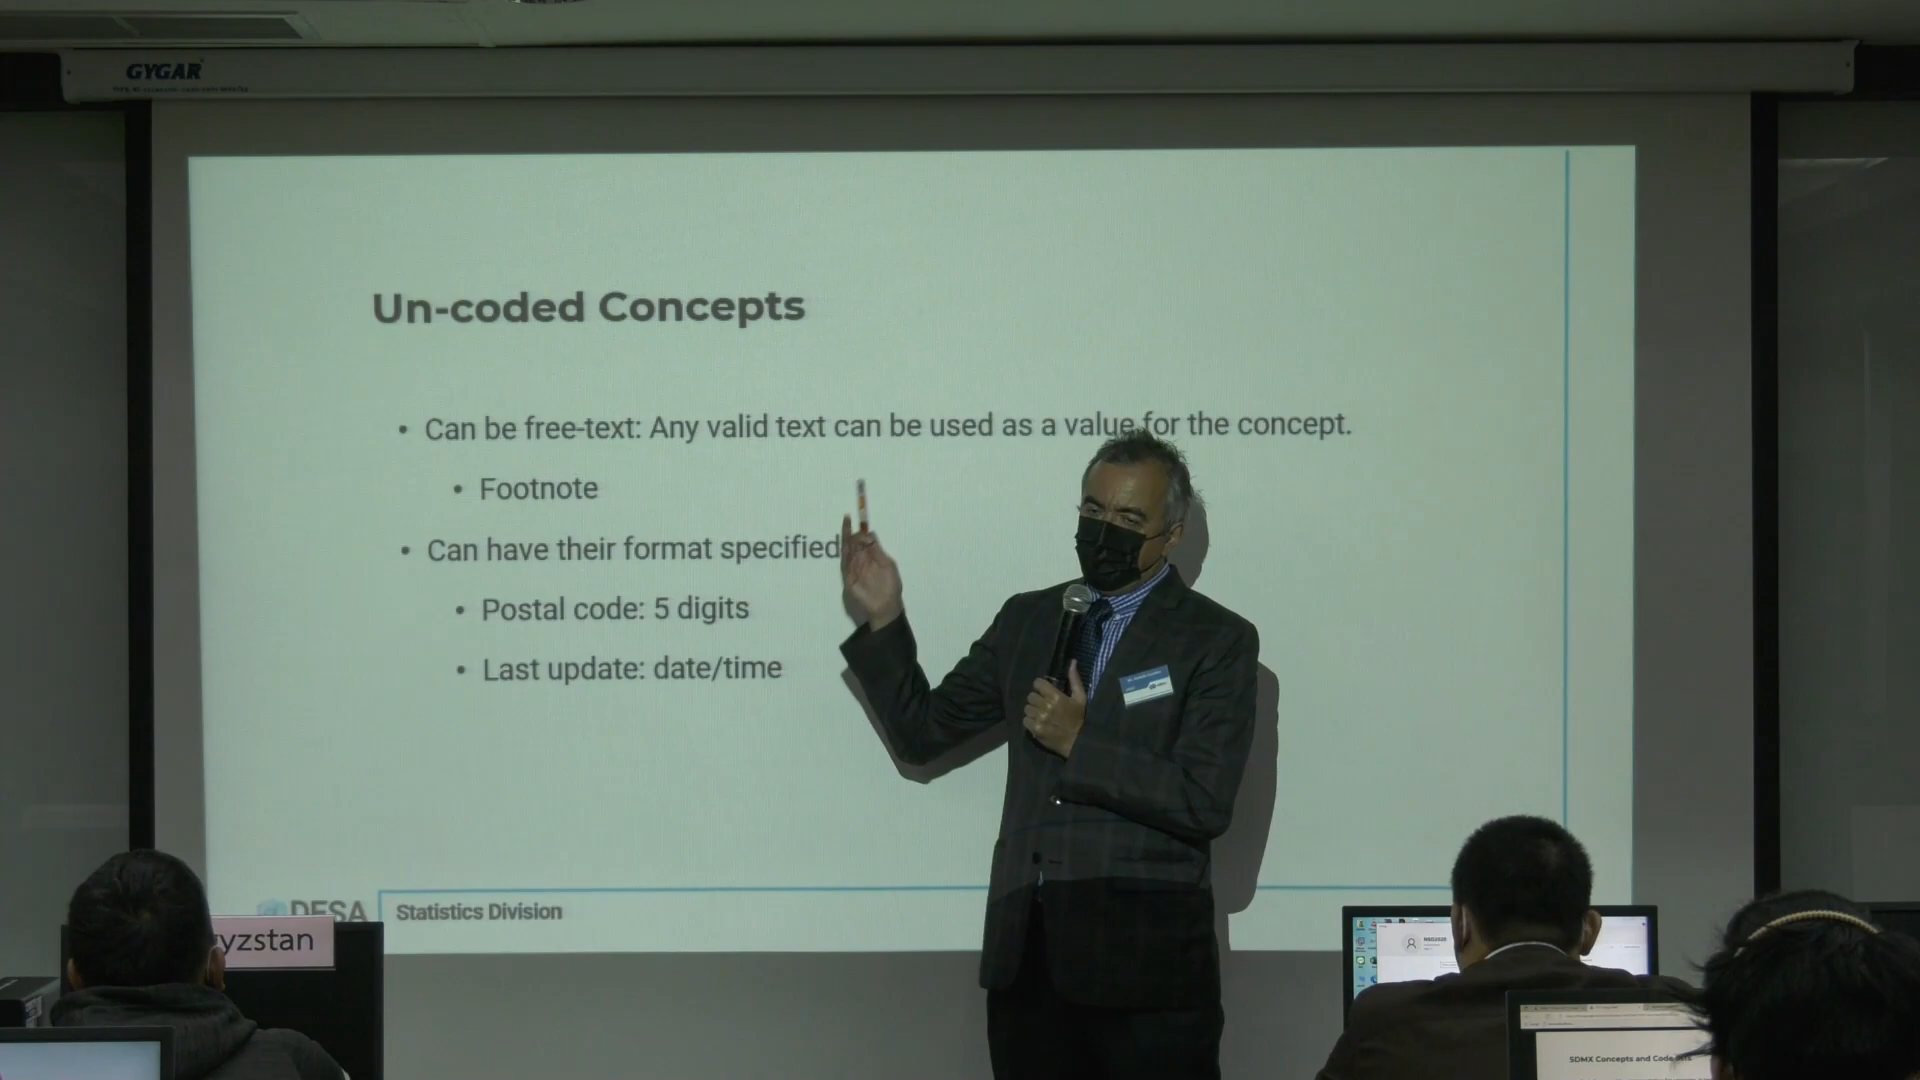 GYGAR
Un-coded Concepts
• Can be free-text: Any valid text can be used as a value for the concept.
• Footnote
• Can have their format specified
• Postal code: 5 digits
• Last update: date/time
DESA
Statistics Division
yzstan
SDMX Concepts and Code